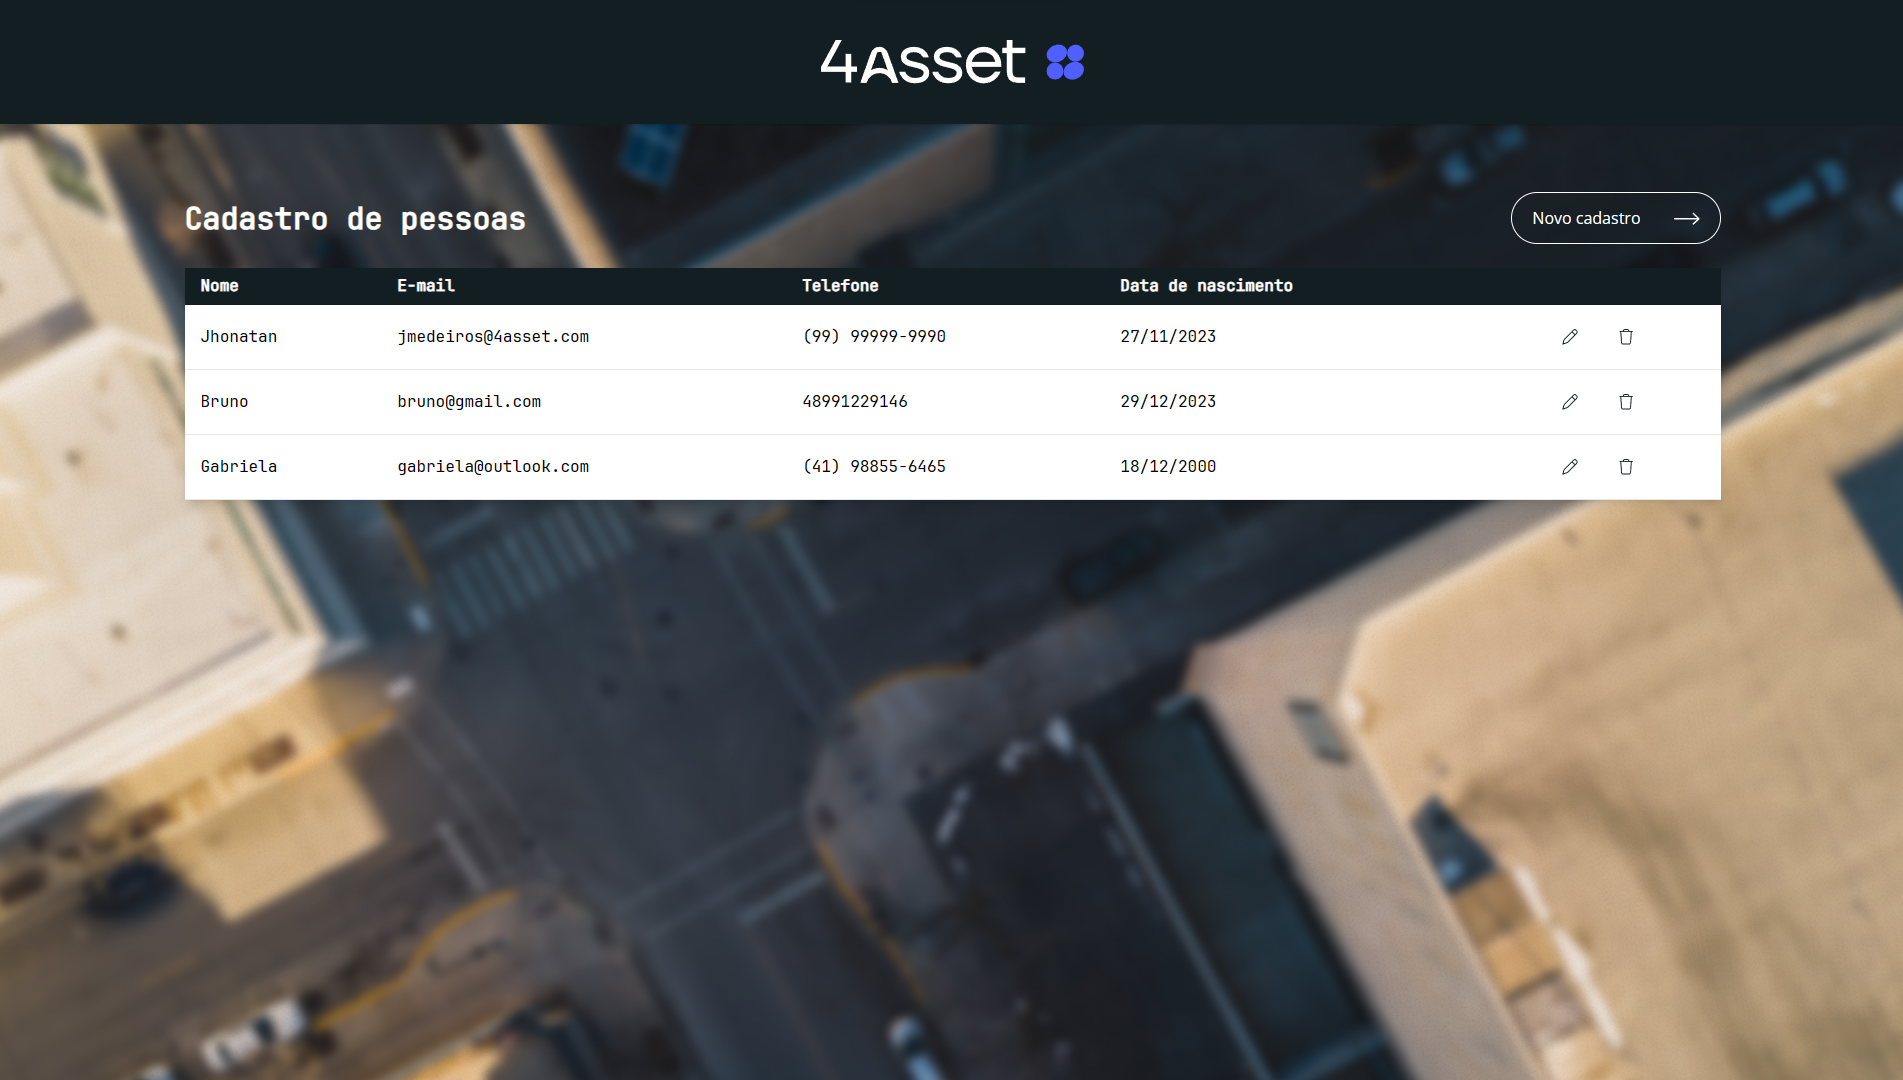 4Asset
Cadastro de pessoas
Novo cadastro
Nome E-mail Telefone Data de nascimento
Jhonatan jmedeiros@4asset.com (99) 99999-9990 27/11/2023
Bruno bruno@gmail.com 48991229146 29/12/2023
Gabriela gabriela@outlook.com (41) 98855-6465 18/12/2000